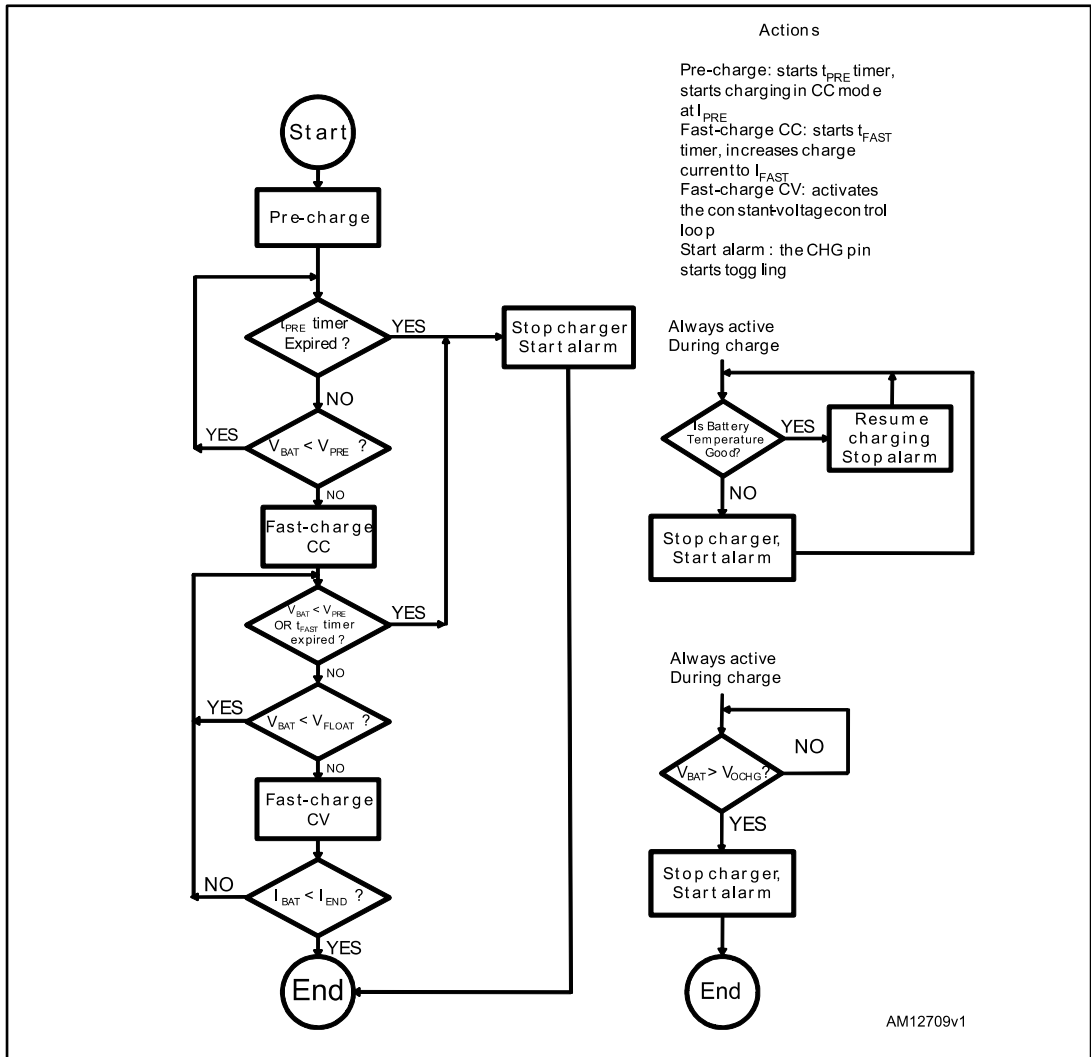 Actions
Pre-charge: starts tPRE timer,
starts charging in CC mode
at IPRE
Fast-charge CC: starts tFAST
timer, increases charge
current to IFAST
Fast-charge CV: activates
the constant-voltage control
loop
Start alarm : the CHG pin
starts toggling
Start
Pre-charge
tPRE timer
Expired ?
YES
NO
Stop charger
Start alarm
VBAT < VPRE ?
YES
NO
Fast-charge
CC
VBAT < VPRE
OR tFAST timer
expired ?
YES
NO
VBAT < VFLOAT ?
YES
NO
Fast-charge
CV
IBAT < IEND ?
NO
YES
End
Always active
During charge
Is Battery
Temperature
Good?
YES
Resume
charging
Stop alarm
NO
Stop charger,
Start alarm
Always active
During charge
VBAT > VOCHG ?
NO
YES
Stop charger,
Start alarm
End
AM12709v1